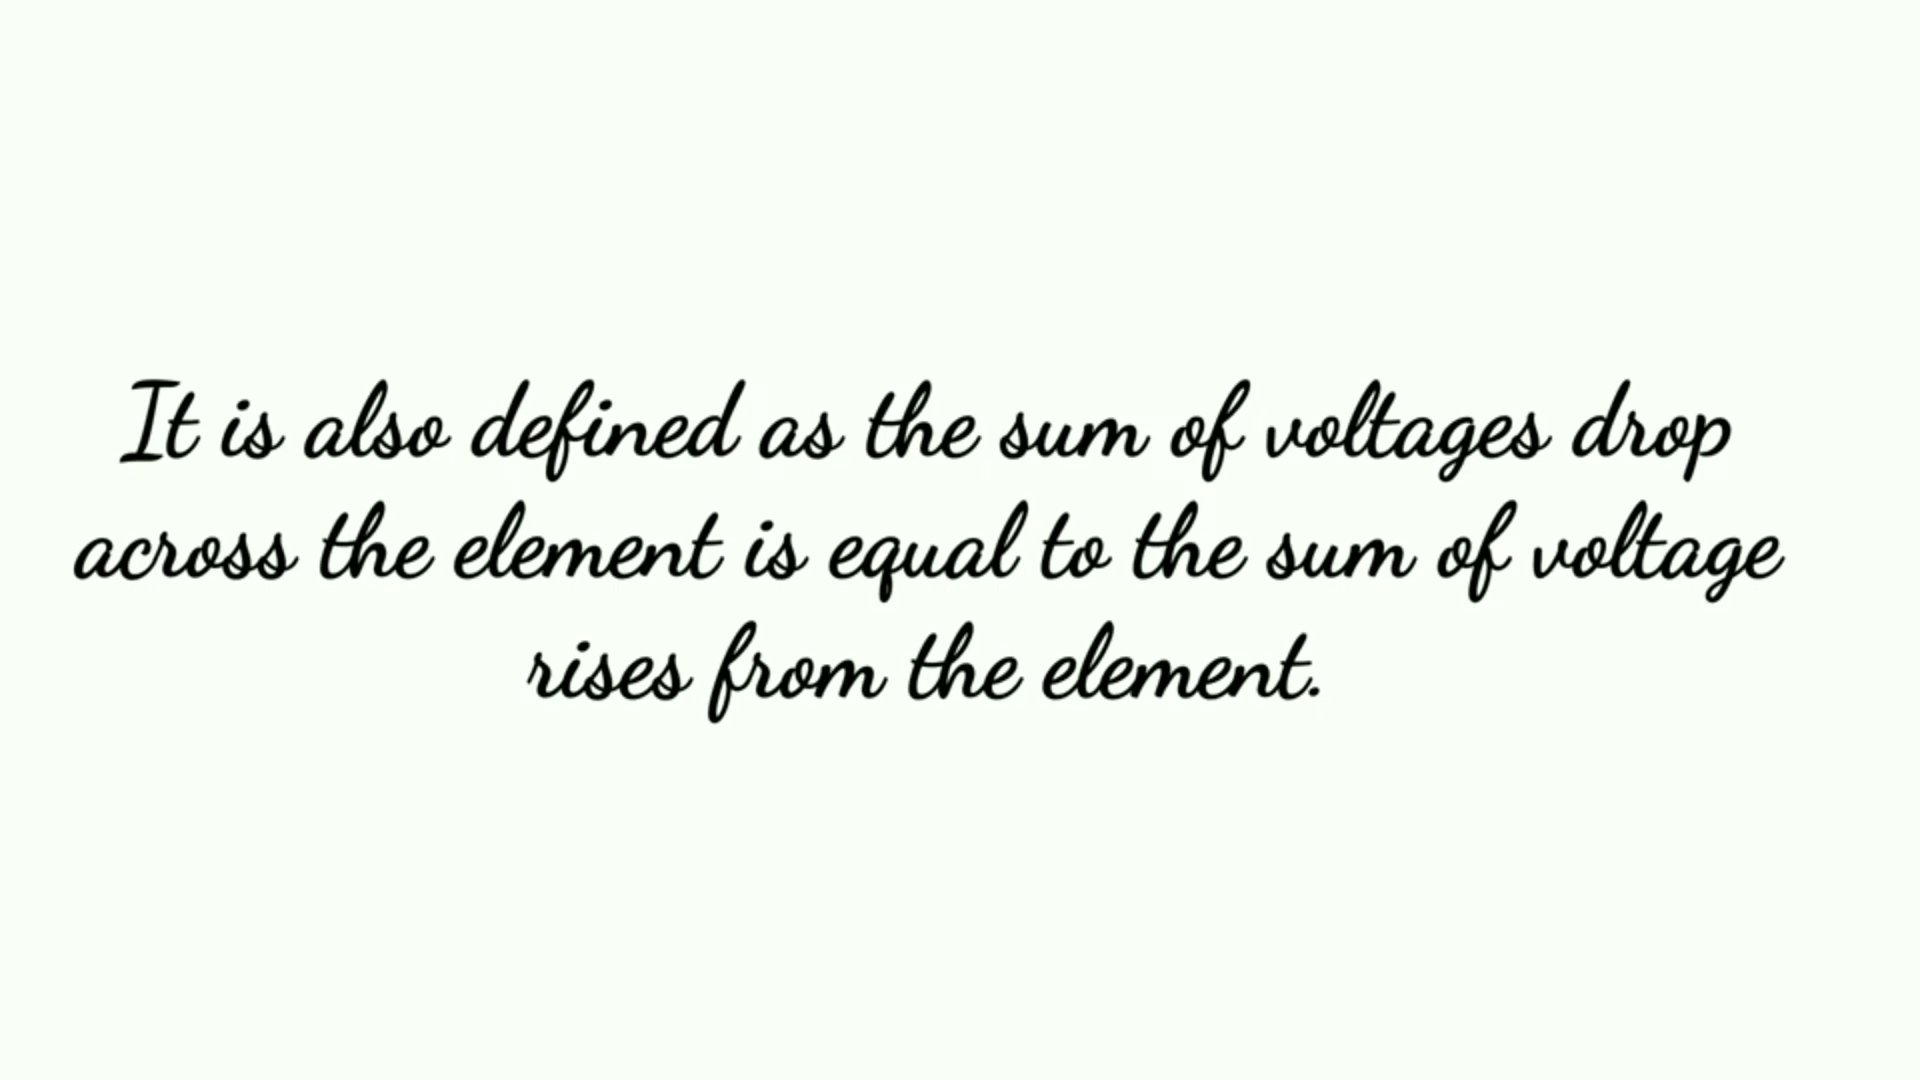 It is also defined as the sum of voltages drop
across the element is equal to the sum of voltage
rises from the element.